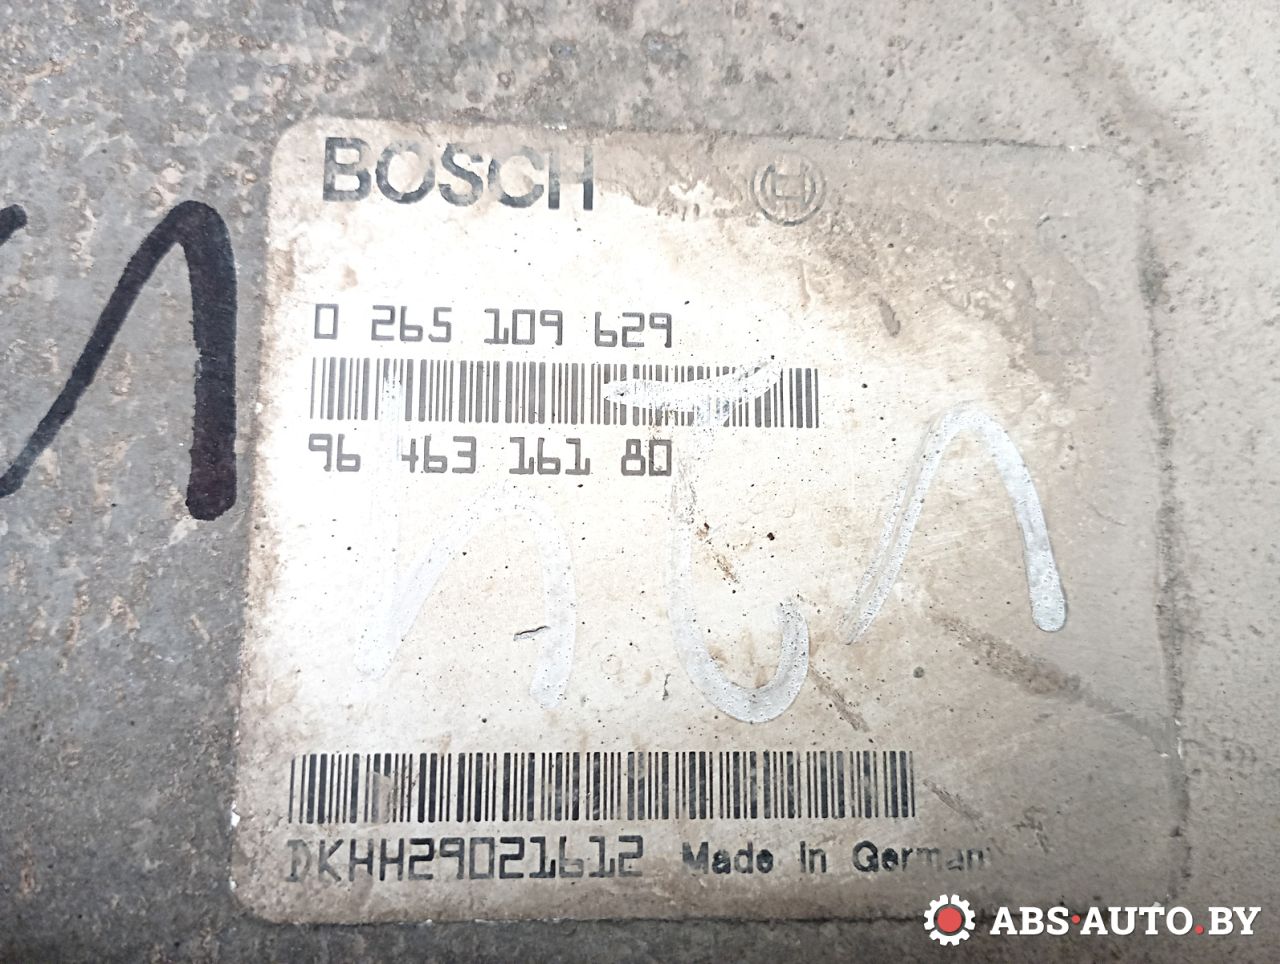 BOSCH
0 265 109 629
96 463 161 80
DKHH29021612 Made in German
ABS·AUTO.BY